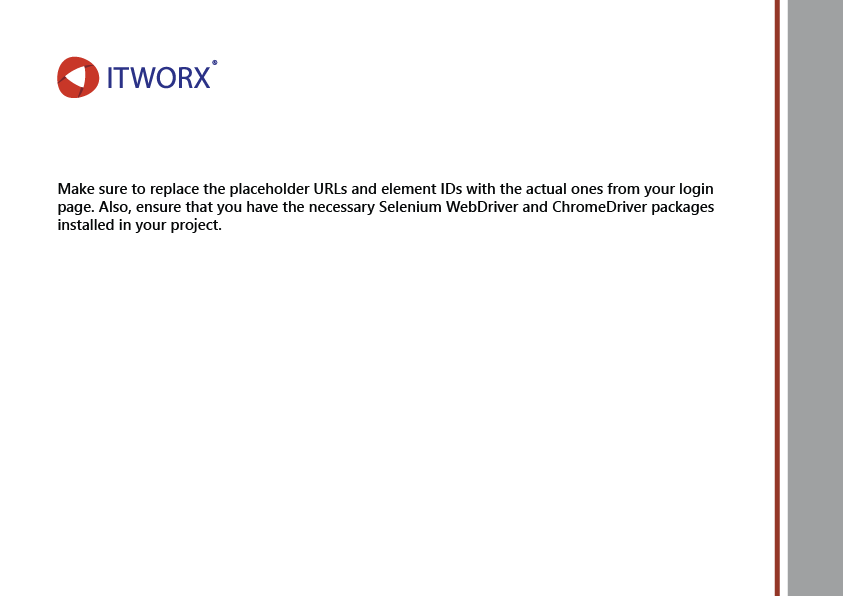 ITWORX®
Make sure to replace the placeholder URLs and element IDs with the actual ones from your login
page. Also, ensure that you have the necessary Selenium WebDriver and ChromeDriver packages
installed in your project.